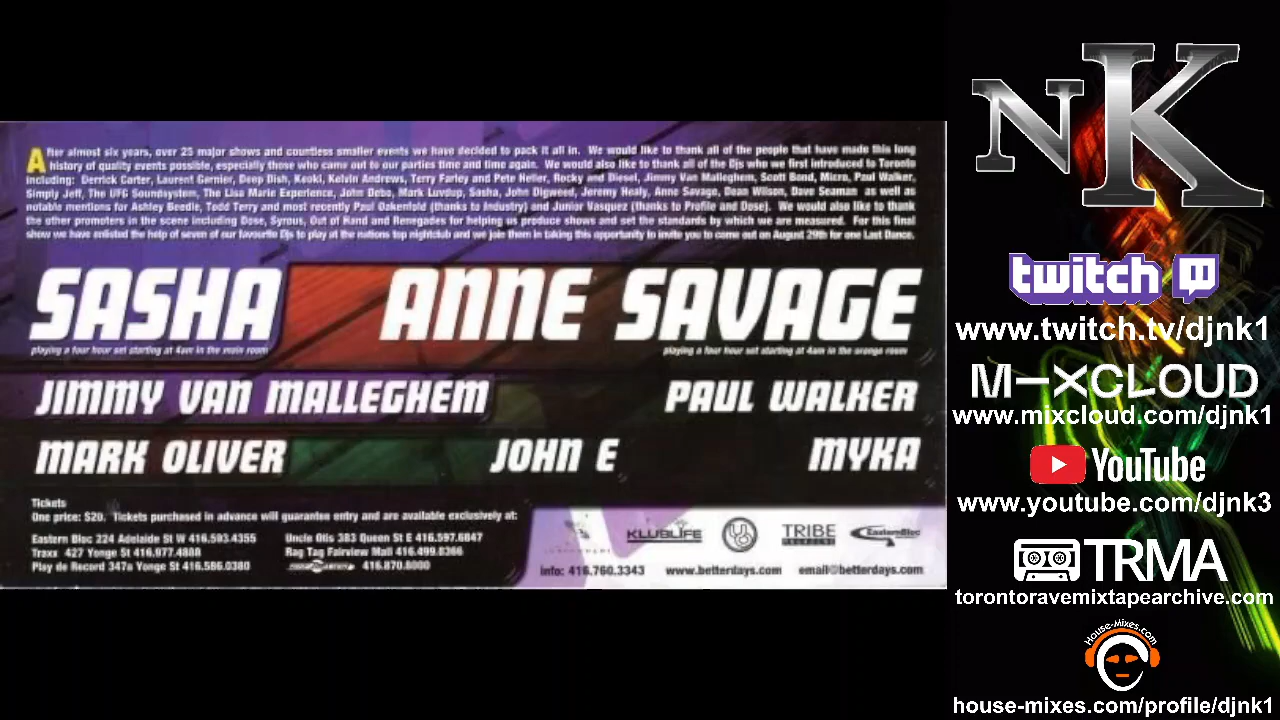 After almost six years, over 25 major shows and countless smaller events we have decided to pack it all in. We would like to thank all of the people that have made this long
history of quality events possible, especially those who came out to our parties time and time again. We would also like to thank all of the Djs who we first introduced to Toronto
including: Derrick Carter, Laurent Garnier, Deep Dish, Keoki, Kelvin Andrews, Terry Farley and Pete Heller, Rocky and Diesel, Jimmy Van Malleghem, Scott Bond, Micro, Paul Walker,
Simply Jeff, The UFG Soundsystem, The Lisa Marie Experience, John Debo, Mark Luvdup, Sasha, John Digweed, Jeremy Healy, Anne Savage, Dean Wilson, Dave Seaman as well as
notable mentions for Ashley Beedle, Todd Terry and most recently Paul Oakenfold (thanks to Industry) and Junior Vasquez (thanks to Profile and Dose). We would also like to thank
the other promoters in the scene including Dose, Syrous, Out of Hand and Renegades for helping us produce shows and set the standards by which we are measured. For this final
show we have enlisted the help of seven of our favourite Djs to play at the nations top nightclub and we join them in taking this opportunity to invite you to come out on August 29th for one Last Dance.
SASHA ANNE SAVAGE
playing a four hour set starting at 4am in the main room playing a four hour set starting at 4am in the orange room
JIMMY VAN MALLEGHEM PAUL WALKER
MARK OLIVER JOHN E MYKA
Tickets
One price: $20. Tickets purchased in advance will guarantee entry and are available exclusively at:
Eastern Bloc 224 Adelaide St W 416.593.4355 Uncle Otis 383 Queen St E 416.597.6847
Traxx 427 Yonge St 416.977.4888 Rag Tag Fairview Mall 416.499.8366
Play de Record 347a Yonge St 416.586.0380 416.870.8000
KLUBLIFE TRIBE EasternBloc
info: 416.760.3343 www.betterdays.com email@betterdays.com
NK
twitch
www.twitch.tv/djnk1
MIXCLOUD
www.mixcloud.com/djnk1
YouTube
www.youtube.com/djnk3
TRMA
torontoravemixtapearchive.com
House-Mixes.com
house-mixes.com/profile/djnk1